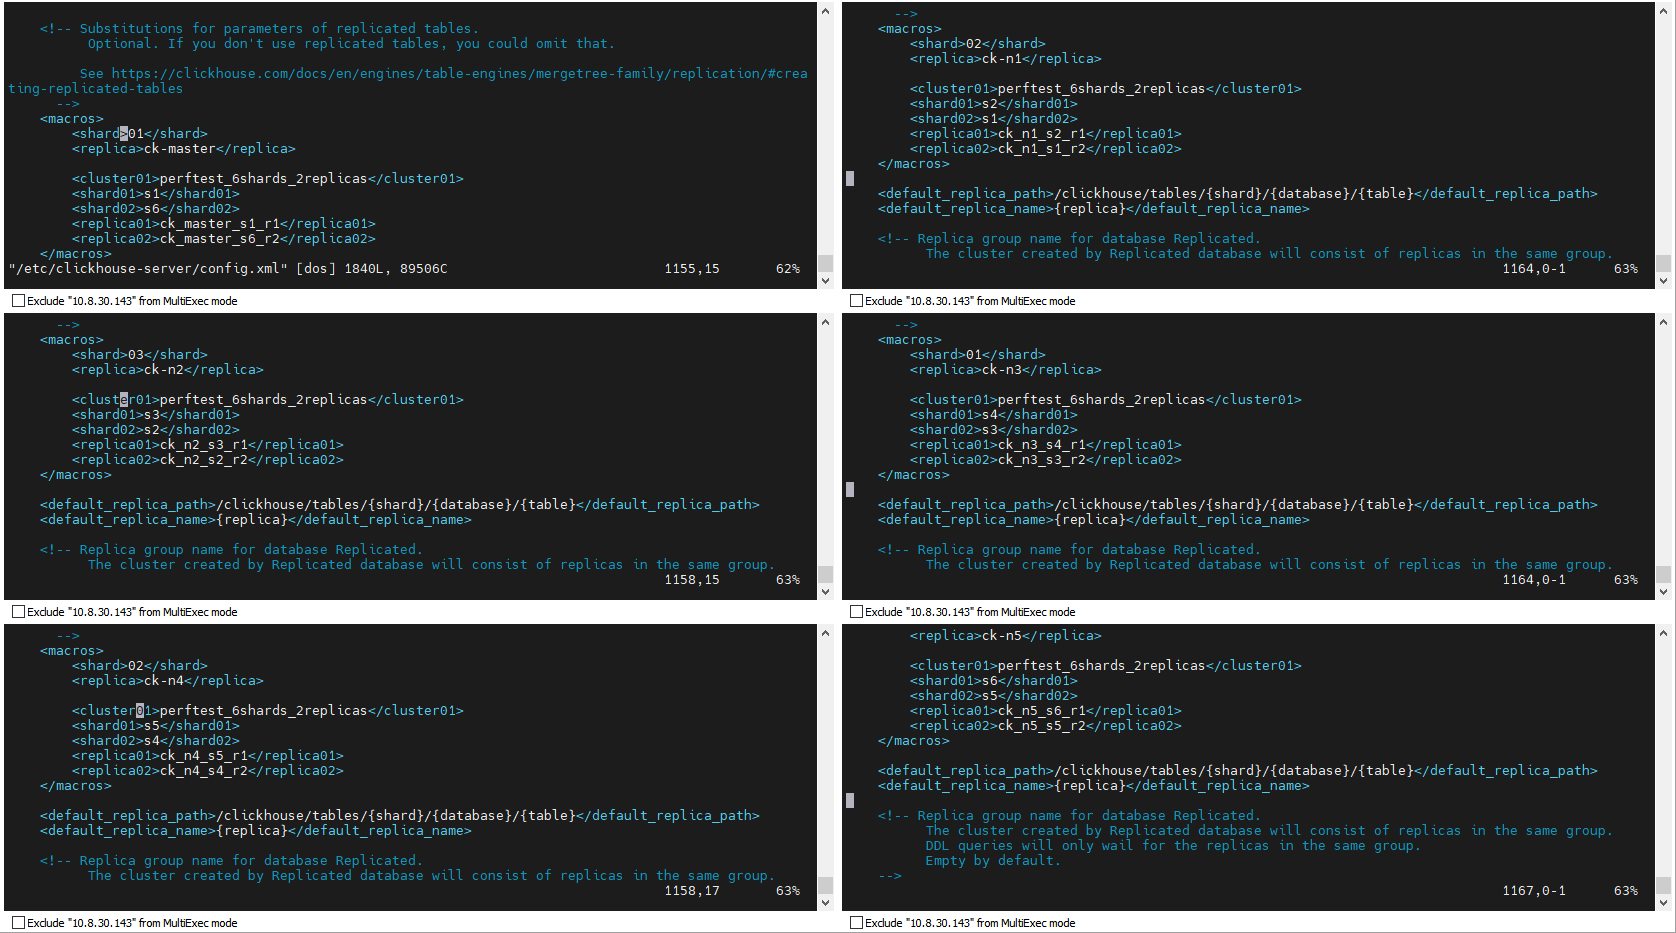 <!-- Substitutions for parameters of replicated tables.
Optional. If you don't use replicated tables, you could omit that.
See https://clickhouse.com/docs/en/engines/table-engines/mergetree-family/replication/#crea
ting-replicated-tables
-->
<macros>
<shard>01</shard>
<replica>ck-master</replica>
<cluster01>perftest_6shards_2replicas</cluster01>
<shard01>s1</shard01>
<shard02>s6</shard02>
<replica01>ck_master_s1_r1</replica01>
<replica02>ck_master_s6_r2</replica02>
</macros>
"/etc/clickhouse-server/config.xml" [dos] 1840L, 89506C 1155,15 62%
Exclude "10.8.30.143" from MultiExec mode
-->
<macros>
<shard>02</shard>
<replica>ck-n1</replica>
<cluster01>perftest_6shards_2replicas</cluster01>
<shard01>s2</shard01>
<shard02>s1</shard02>
<replica01>ck_n1_s2_r1</replica01>
<replica02>ck_n1_s1_r2</replica02>
</macros>
<default_replica_path>/clickhouse/tables/{shard}/{database}/{table}</default_replica_path>
<default_replica_name>{replica}</default_replica_name>
<!-- Replica group name for database Replicated.
The cluster created by Replicated database will consist of replicas in the same group.
1164,0-1 63%
Exclude "10.8.30.143" from MultiExec mode
-->
<macros>
<shard>03</shard>
<replica>ck-n2</replica>
<cluster01>perftest_6shards_2replicas</cluster01>
<shard01>s3</shard01>
<shard02>s2</shard02>
<replica01>ck_n2_s3_r1</replica01>
<replica02>ck_n2_s2_r2</replica02>
</macros>
<default_replica_path>/clickhouse/tables/{shard}/{database}/{table}</default_replica_path>
<default_replica_name>{replica}</default_replica_name>
<!-- Replica group name for database Replicated.
The cluster created by Replicated database will consist of replicas in the same group.
1158,15 63%
Exclude "10.8.30.143" from MultiExec mode
-->
<macros>
<shard>01</shard>
<replica>ck-n3</replica>
<cluster01>perftest_6shards_2replicas</cluster01>
<shard01>s4</shard01>
<shard02>s3</shard02>
<replica01>ck_n3_s4_r1</replica01>
<replica02>ck_n3_s3_r2</replica02>
</macros>
<default_replica_path>/clickhouse/tables/{shard}/{database}/{table}</default_replica_path>
<default_replica_name>{replica}</default_replica_name>
<!-- Replica group name for database Replicated.
The cluster created by Replicated database will consist of replicas in the same group.
1164,0-1 63%
Exclude "10.8.30.143" from MultiExec mode
-->
<macros>
<shard>02</shard>
<replica>ck-n4</replica>
<cluster01>perftest_6shards_2replicas</cluster01>
<shard01>s5</shard01>
<shard02>s4</shard02>
<replica01>ck_n4_s5_r1</replica01>
<replica02>ck_n4_s4_r2</replica02>
</macros>
<default_replica_path>/clickhouse/tables/{shard}/{database}/{table}</default_replica_path>
<default_replica_name>{replica}</default_replica_name>
<!-- Replica group name for database Replicated.
The cluster created by Replicated database will consist of replicas in the same group.
1158,17 63%
Exclude "10.8.30.143" from MultiExec mode
<replica>ck-n5</replica>
<cluster01>perftest_6shards_2replicas</cluster01>
<shard01>s6</shard01>
<shard02>s5</shard02>
<replica01>ck_n5_s6_r1</replica01>
<replica02>ck_n5_s5_r2</replica02>
</macros>
<default_replica_path>/clickhouse/tables/{shard}/{database}/{table}</default_replica_path>
<default_replica_name>{replica}</default_replica_name>
<!-- Replica group name for database Replicated.
The cluster created by Replicated database will consist of replicas in the same group.
DDL queries will only wail for the replicas in the same group.
Empty by default.
-->
1167,0-1 63%
Exclude "10.8.30.143" from MultiExec mode